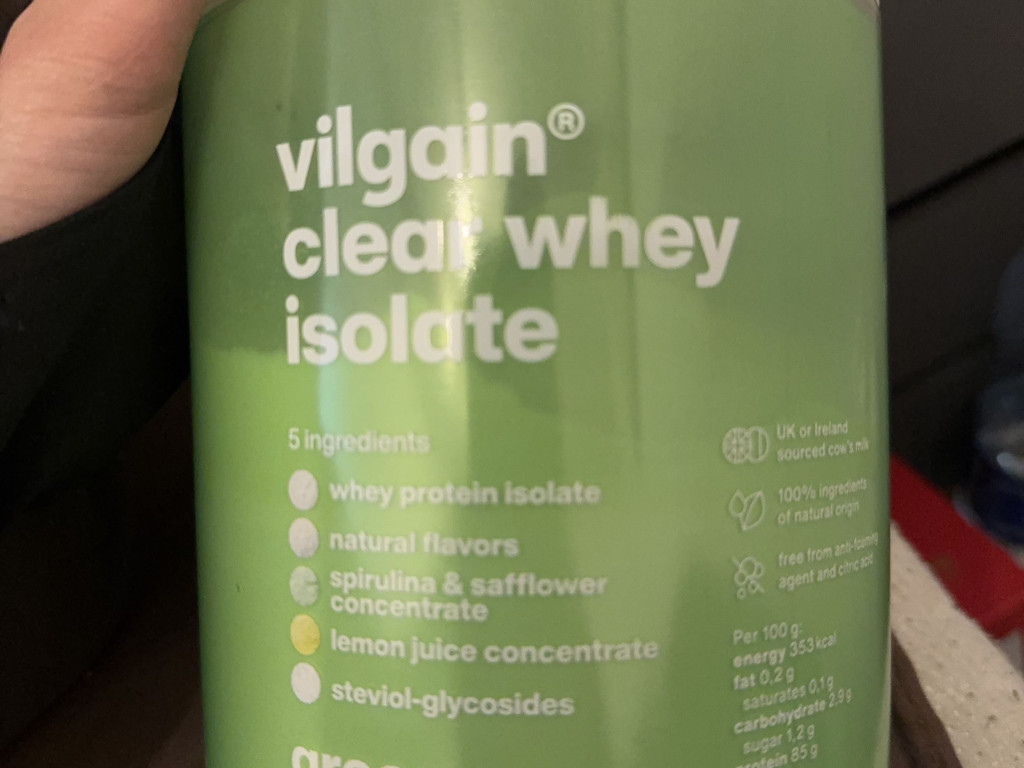 vilgain®
clear whey
isolate
5 ingredients
whey protein isolate
natural flavors
spirulina & safflower
concentrate
lemon juice concentrate
steviol-glycosides
UK or Ireland
sourced cow's milk
100% ingredients
of natural origin
free from anti-foaming
agent and citric acid
Per 100 g:
energy 353 kcal
fat 0,2 g
saturates 0,1 g
carbohydrate 2,9 g
sugar 1,2 g
protein 85 g